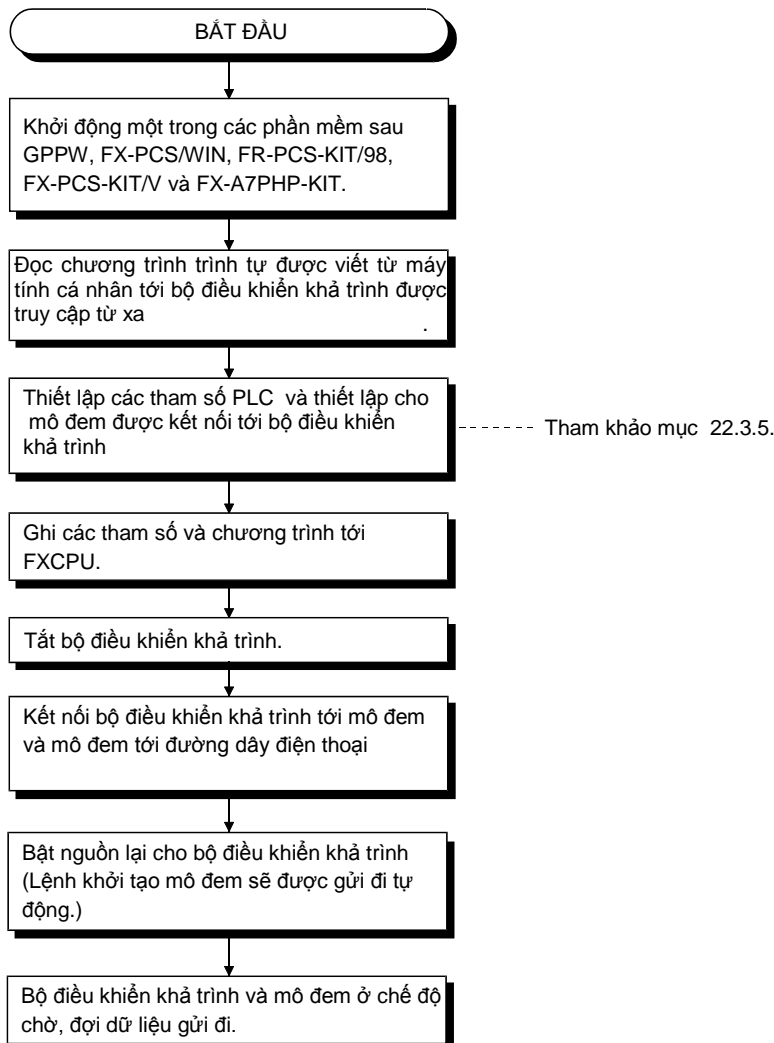 BẮT ĐẦU
Khởi động một trong các phần mềm sau
GPPW, FX-PCS/WIN, FR-PCS-KIT/98,
FX-PCS-KIT/V và FX-A7PHP-KIT.
Đọc chương trình trình tự được viết từ máy
tính cá nhân tới bộ điều khiển khả trình được
truy cập từ xa
.
Thiết lập các tham số PLC và thiết lập cho
mô đem được kết nối tới bộ điều khiển
khả trình
Tham khảo mục 22.3.5.
Ghi các tham số và chương trình tới
FXCPU.
Tắt bộ điều khiển khả trình.
Kết nối bộ điều khiển khả trình tới mô đem
và mô đem tới đường dây điện thoại
Bật nguồn lại cho bộ điều khiển khả trình
(Lệnh khởi tạo mô đem sẽ được gửi đi tự
động.)
Bộ điều khiển khả trình và mô đem ở chế độ
chờ, đợi dữ liệu gửi đi.